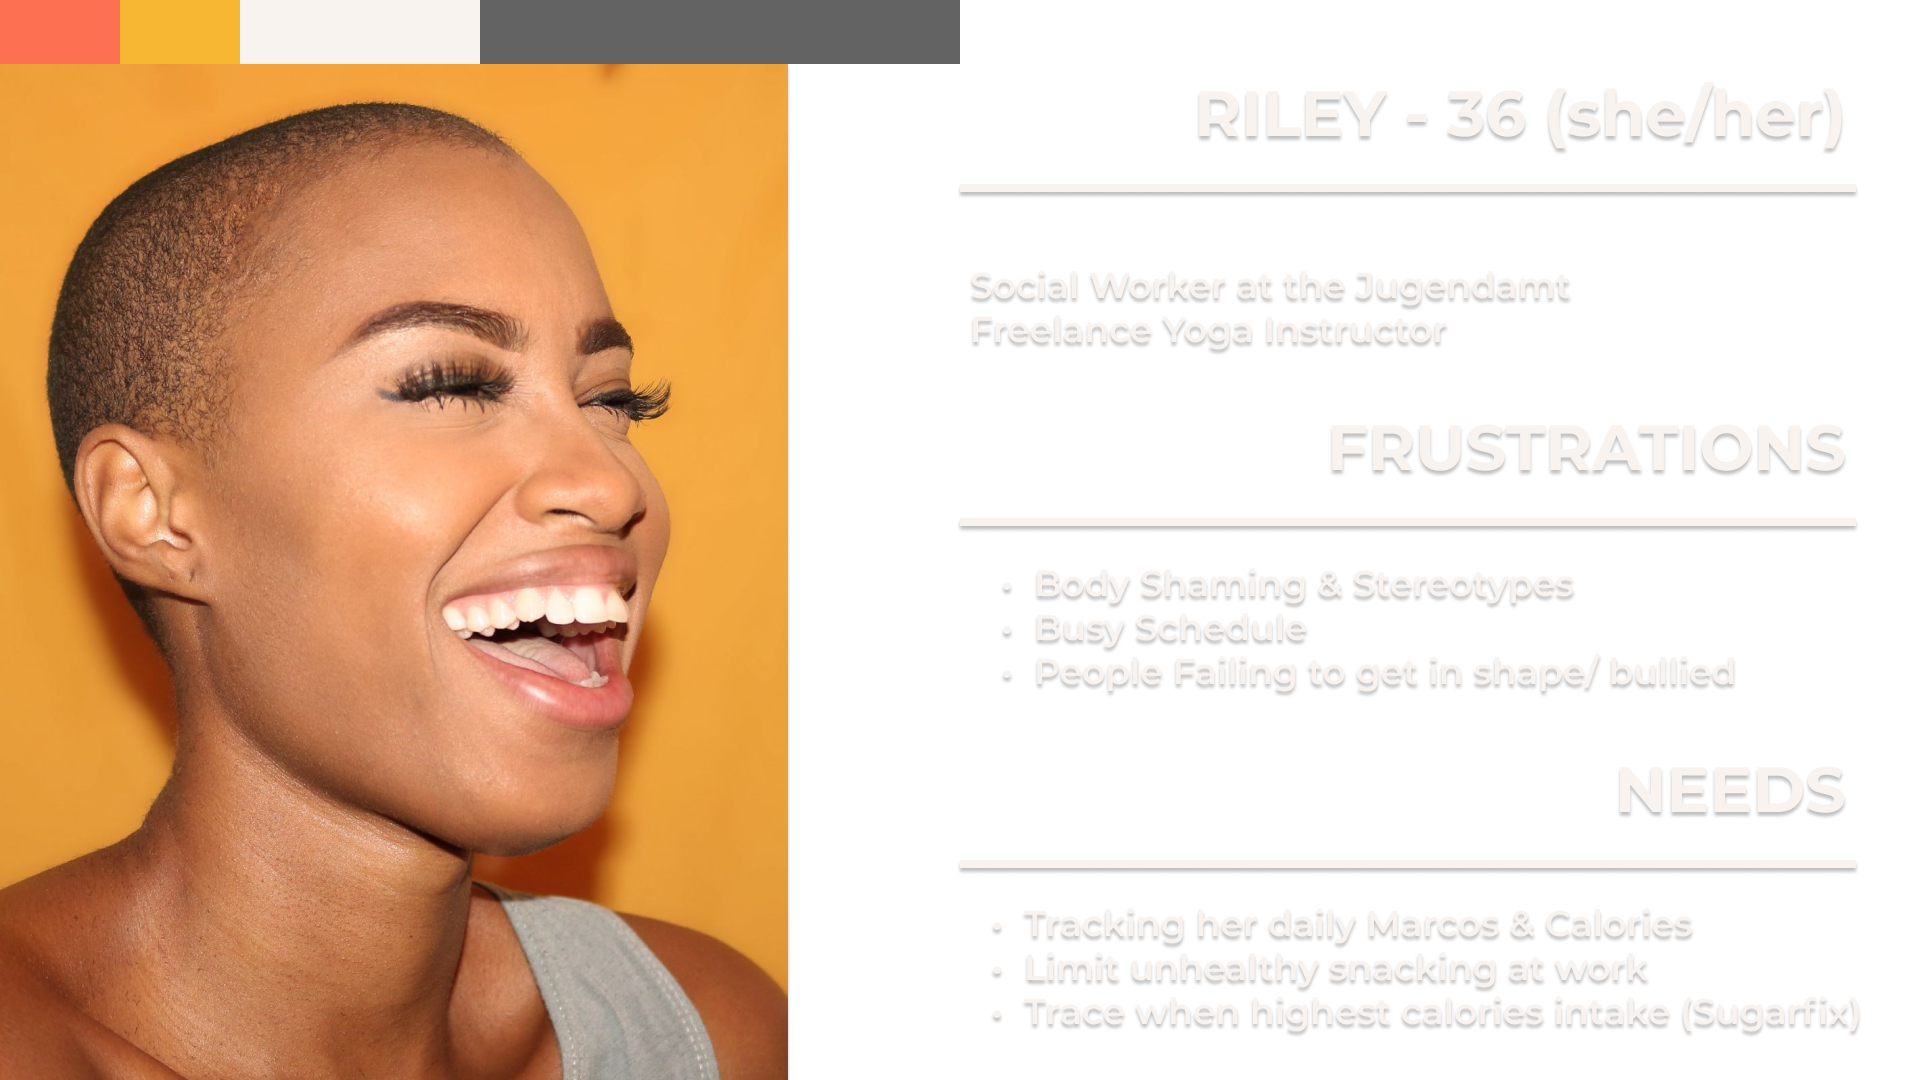 RILEY - 36 (she/her)
Social Worker at the Jugendamt
Freelance Yoga Instructor
FRUSTRATIONS
• Body Shaming & Stereotypes
• Busy Schedule
• People Failing to get in shape/ bullied
NEEDS
• Tracking her daily Marcos & Calories
• Limit unhealthy snacking at work
• Trace when highest calories intake (Sugarfix)